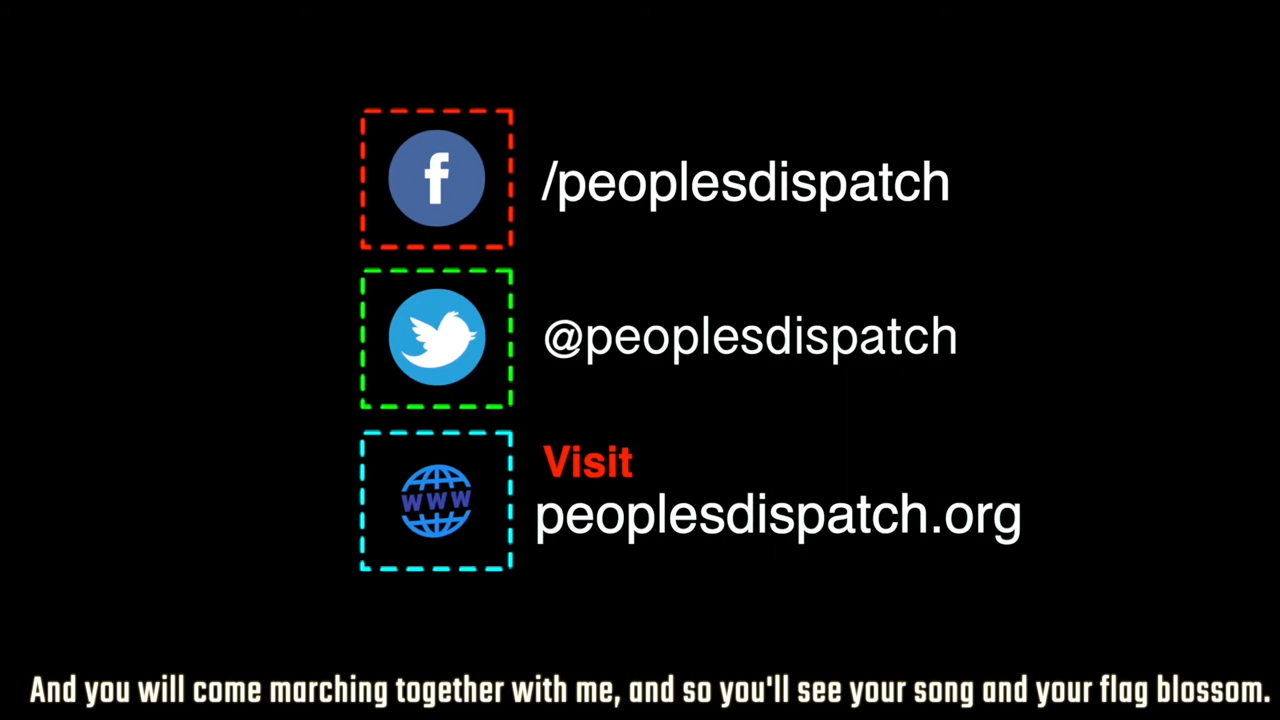 f
/peoplesdispatch
@peoplesdispatch
WWW
Visit
peoplesdispatch.org
And you will come marching together with me, and so you'll see your song and your flag blossom.